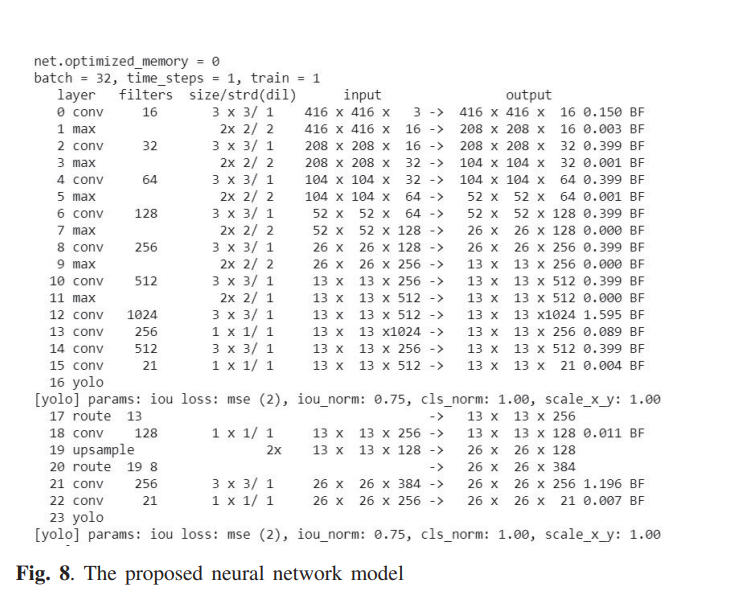 net.optimized_memory = 0
batch = 32, time_steps = 1, train = 1
layer filters size/strd(dil) input output
0 conv 16 3 x 3/ 1 416 x 416 x 3 -> 416 x 416 x 16 0.150 BF
1 max 2x 2/ 2 416 x 416 x 16 -> 208 x 208 x 16 0.003 BF
2 conv 32 3 x 3/ 1 208 x 208 x 16 -> 208 x 208 x 32 0.399 BF
3 max 2x 2/ 2 208 x 208 x 32 -> 104 x 104 x 32 0.001 BF
4 conv 64 3 x 3/ 1 104 x 104 x 32 -> 104 x 104 x 64 0.399 BF
5 max 2x 2/ 2 104 x 104 x 64 -> 52 x 52 x 64 0.001 BF
6 conv 128 3 x 3/ 1 52 x 52 x 64 -> 52 x 52 x 128 0.399 BF
7 max 2x 2/ 2 52 x 52 x 128 -> 26 x 26 x 128 0.000 BF
8 conv 256 3 x 3/ 1 26 x 26 x 128 -> 26 x 26 x 256 0.399 BF
9 max 2x 2/ 2 26 x 26 x 256 -> 13 x 13 x 256 0.000 BF
10 conv 512 3 x 3/ 1 13 x 13 x 256 -> 13 x 13 x 512 0.399 BF
11 max 2x 2/ 1 13 x 13 x 512 -> 13 x 13 x 512 0.000 BF
12 conv 1024 3 x 3/ 1 13 x 13 x 512 -> 13 x 13 x1024 1.595 BF
13 conv 256 1 x 1/ 1 13 x 13 x1024 -> 13 x 13 x 256 0.089 BF
14 conv 512 3 x 3/ 1 13 x 13 x 256 -> 13 x 13 x 512 0.399 BF
15 conv 21 1 x 1/ 1 13 x 13 x 512 -> 13 x 13 x 21 0.004 BF
16 yolo
[yolo] params: iou loss: mse (2), iou_norm: 0.75, cls_norm: 1.00, scale_x_y: 1.00
17 route 13 -> 13 x 13 x 256
18 conv 128 1 x 1/ 1 13 x 13 x 256 -> 13 x 13 x 128 0.011 BF
19 upsample 2x 13 x 13 x 128 -> 26 x 26 x 128
20 route 19 8 -> 26 x 26 x 384
21 conv 256 3 x 3/ 1 26 x 26 x 384 -> 26 x 26 x 256 1.196 BF
22 conv 21 1 x 1/ 1 26 x 26 x 256 -> 26 x 26 x 21 0.007 BF
23 yolo
[yolo] params: iou loss: mse (2), iou_norm: 0.75, cls_norm: 1.00, scale_x_y: 1.00
Fig. 8. The proposed neural network model